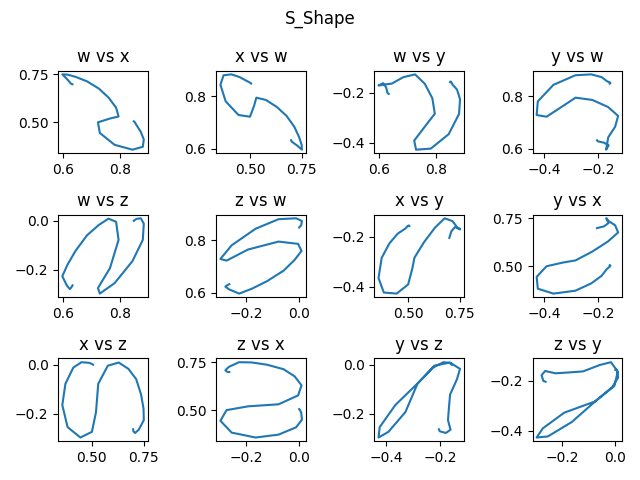 S_Shape
w vs x
x vs w
w vs y
y vs w
0.75
0.50
0.6 0.8
0.8
0.6
0.50 0.75
−0.2
−0.4
0.6 0.8
0.8
0.6
−0.4 −0.2
w vs z
z vs w
x vs y
y vs x
0.0
−0.2
0.6 0.8
0.8
0.6
−0.2 0.0
−0.2
−0.4
0.50 0.75
0.75
0.50
−0.4 −0.2
x vs z
z vs x
y vs z
z vs y
0.0
−0.2
0.50 0.75
0.75
0.50
−0.2 0.0
0.0
−0.2
−0.4 −0.2
−0.2
−0.4
−0.2 0.0